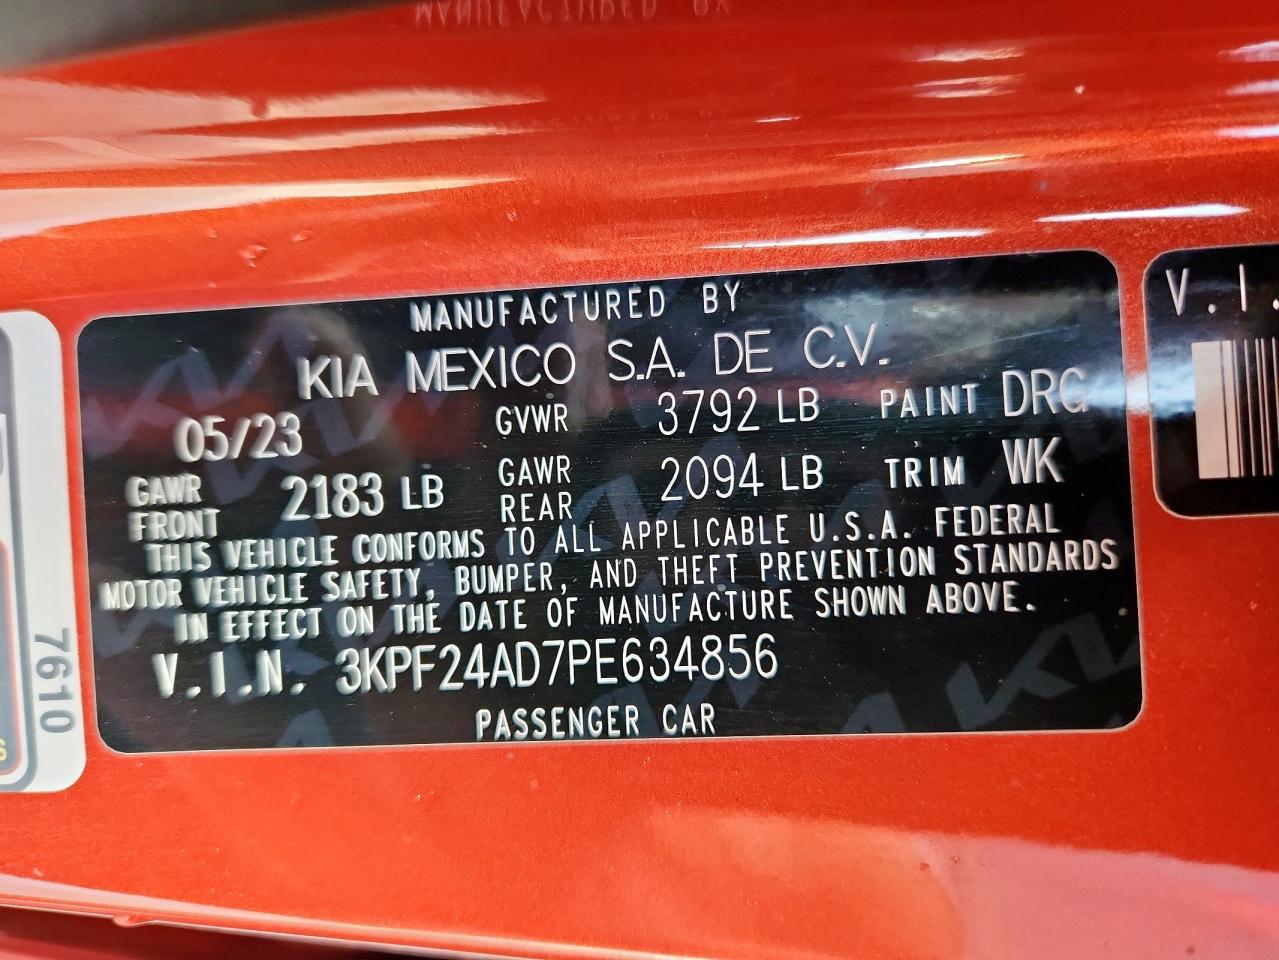 MANUFACTURED BY
KIA MEXICO S.A. DE C.V.
05/23 GVWR 3792 LB PAINT DRG
GAWR FRONT 2183 LB GAWR REAR 2094 LB TRIM WK
THIS VEHICLE CONFORMS TO ALL APPLICABLE U.S.A. FEDERAL
MOTOR VEHICLE SAFETY, BUMPER, AND THEFT PREVENTION STANDARDS
IN EFFECT ON THE DATE OF MANUFACTURE SHOWN ABOVE.
V.I.N. 3KPF24AD7PE634856
PASSENGER CAR
V.I.
7610